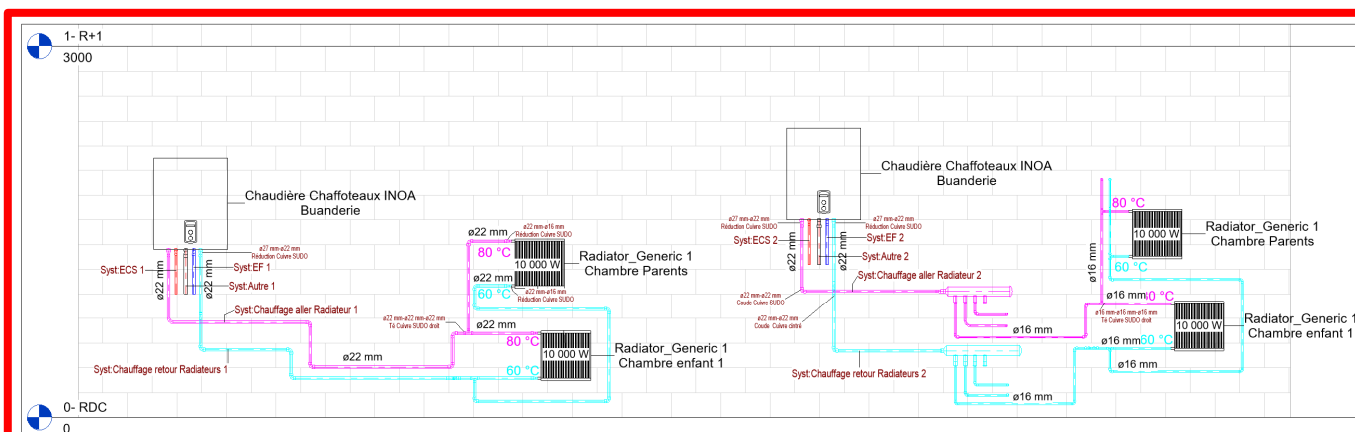 1- R+1
3000
Chaudière Chaffoteaux INOA
Buanderie
ø27 mm-ø22 mm
Réduction Cuivre SUDO
Syst:ECS 1
Syst:EF 1
Syst:Autre 1
ø22 mm
ø22 mm
Syst:Chauffage aller Radiateur 1
Syst:Chauffage retour Radiateurs 1
ø22 mm
ø22 mm
ø22 mm-ø16 mm
Réduction Cuivre SUDO
80 °C
10 000 W
Radiator_Generic 1
Chambre Parents
ø22 mm
60 °C
ø22 mm-ø16 mm
Réduction Cuivre SUDO
ø22 mm-ø22 mm-ø22 mm
Té Cuivre SUDO droit
ø22 mm
80 °C
10 000 W
Radiator_Generic 1
Chambre enfant 1
60 °C
Chaudière Chaffoteaux INOA
Buanderie
ø27 mm-ø22 mm
Réduction Cuivre SUDO
ø27 mm-ø22 mm
Réduction Cuivre SUDO
Syst:ECS 2
Syst:EF 2
Syst:Autre 2
ø22 mm
ø22 mm
Syst:Chauffage aller Radiateur 2
ø22 mm-ø22 mm
Coude Cuivre SUDO
ø22 mm-ø22 mm
Coude Cuivre cintré
Syst:Chauffage retour Radiateurs 2
ø16 mm
ø16 mm
ø16 mm
80 °C
10 000 W
Radiator_Generic 1
Chambre Parents
60 °C
ø16 mm
0 °C
ø16 mm-ø16 mm-ø16 mm
Té Cuivre SUDO droit
10 000 W
Radiator_Generic 1
Chambre enfant 1
ø16 mm
60 °C
ø16 mm
0- RDC
0